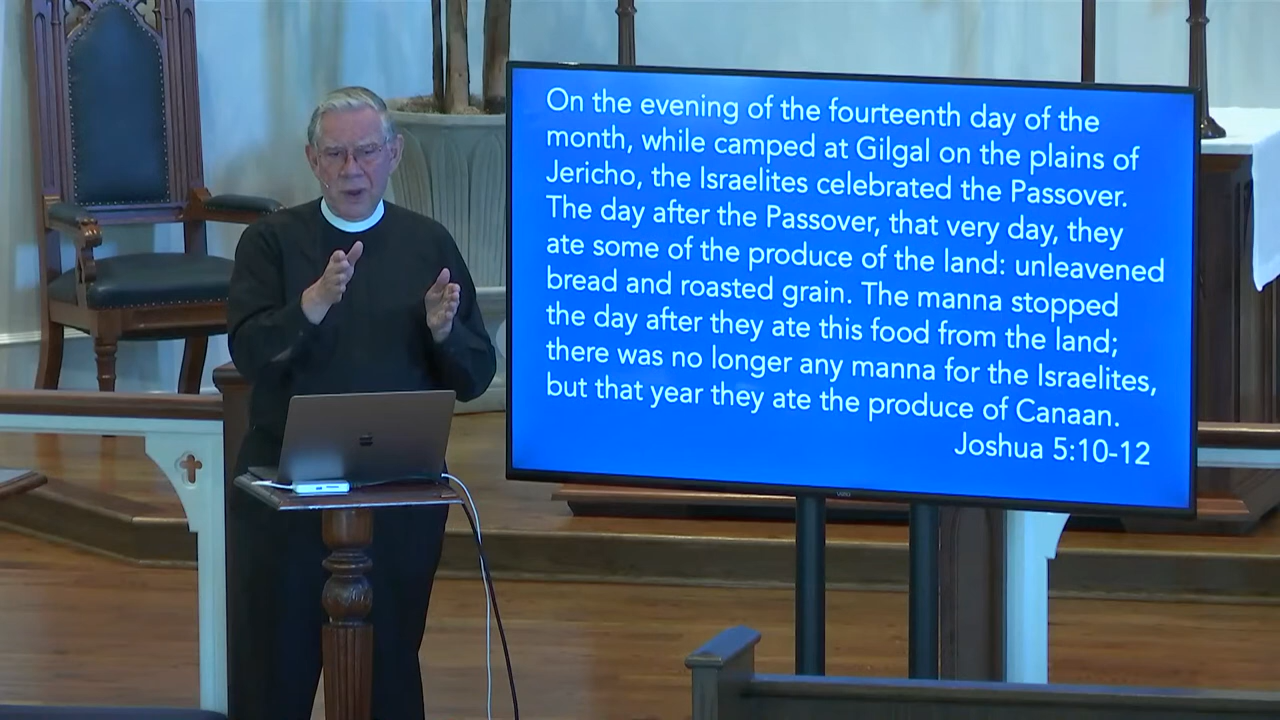 On the evening of the fourteenth day of the
month, while camped at Gilgal on the plains of
Jericho, the Israelites celebrated the Passover.
The day after the Passover, that very day, they
ate some of the produce of the land: unleavened
bread and roasted grain. The manna stopped
the day after they ate this food from the land;
there was no longer any manna for the Israelites,
but that year they ate the produce of Canaan.
Joshua 5:10-12